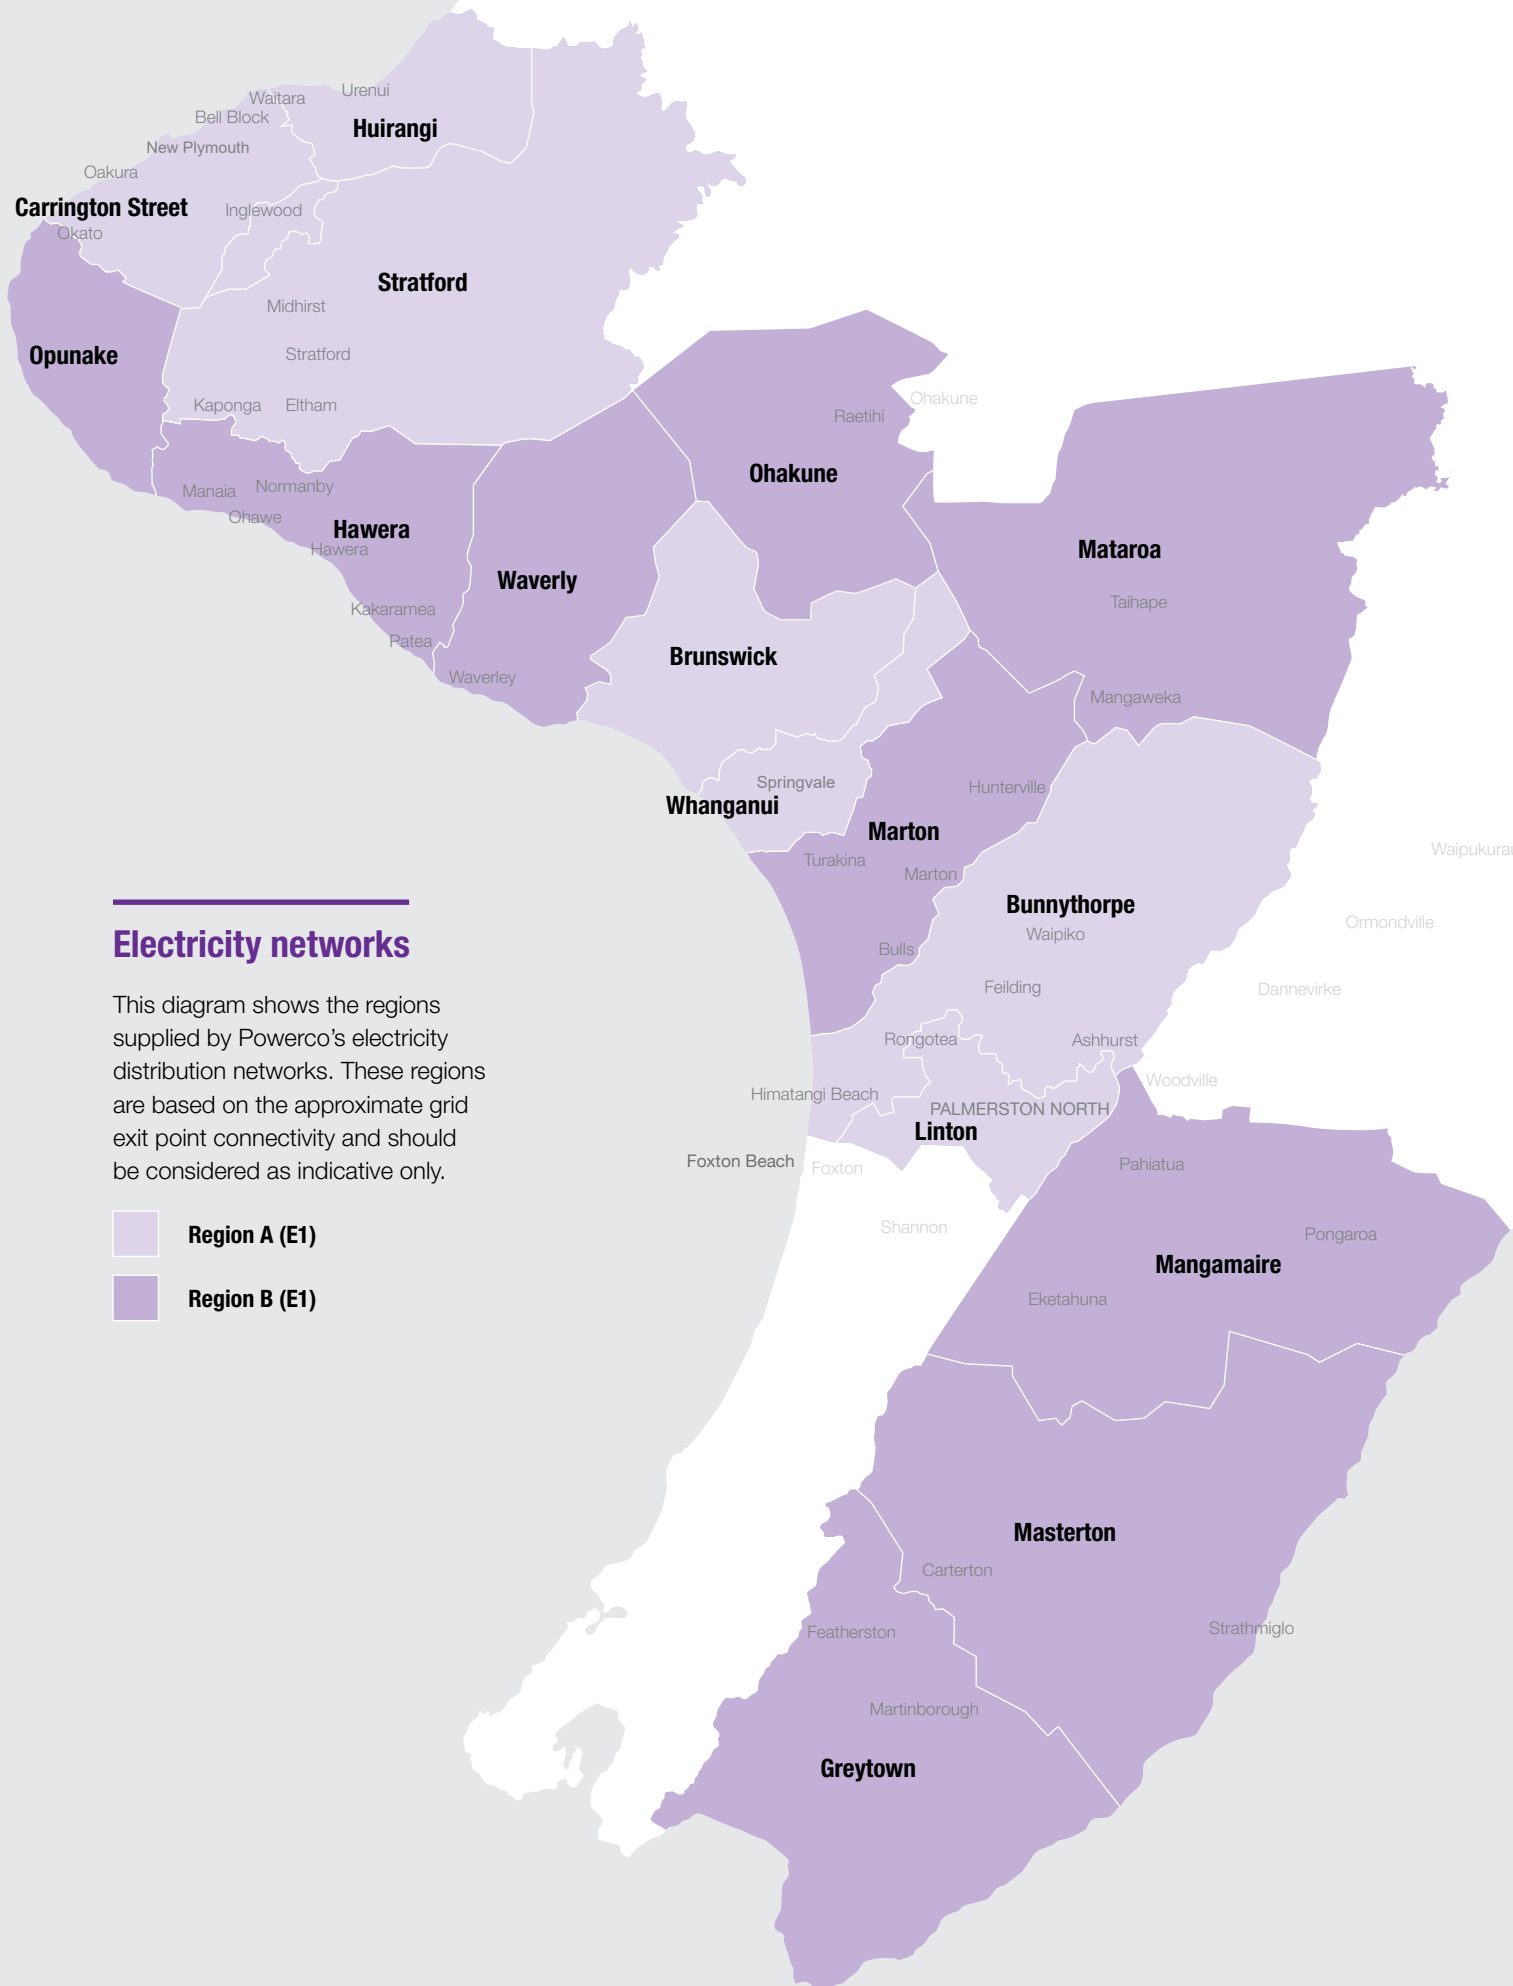 Urenui
Waitara
Bell Block
Huirangi
New Plymouth
Oakura
Carrington Street
Inglewood
Okato
Stratford
Midhirst
Opunake
Stratford
Kaponga
Eltham
Ohakune
Raetihi
Ohakune
Manaia
Normanby
Ohawe
Hawera
Hawera
Mataroa
Waverly
Taihape
Kakaramea
Patea
Brunswick
Waverley
Mangaweka
Springvale
Hunterville
Whanganui
Marton
Turakina
Marton
Waipukurau
Bunnythorpe
Waipiko
Ormondville
Bulls
Feilding
Dannevirke
Rongotea
Ashhurst
Woodville
Himatangi Beach
PALMERSTON NORTH
Linton
Foxton Beach
Foxton
Pahiatua
Shannon
Pongaroa
Mangamaire
Eketahuna
Masterton
Carterton
Featherston
Strathmiglo
Martinborough
Greytown
Electricity networks
This diagram shows the regions
supplied by Powerco’s electricity
distribution networks. These regions
are based on the approximate grid
exit point connectivity and should
be considered as indicative only.
Region A (E1)
Region B (E1)